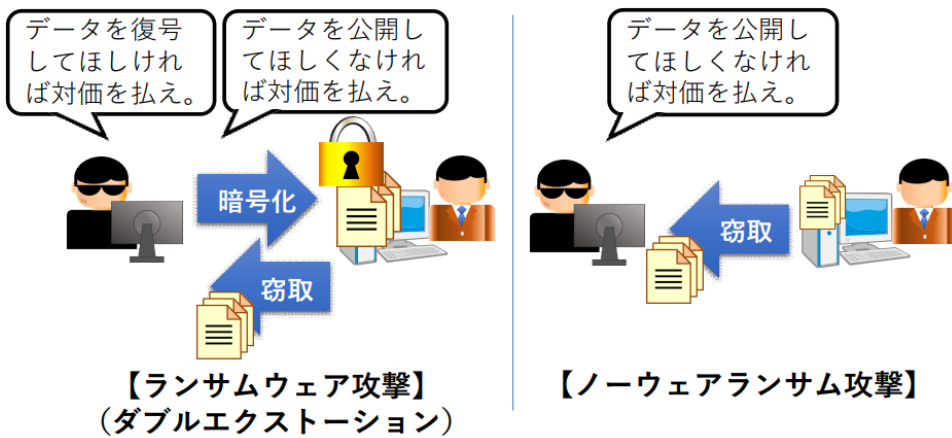 データを復号
してほしけれ
ば対価を払え。
データを公開し
てほしくなけれ
ば対価を払え。
暗号化
窃取
【ランサムウェア攻撃】
（ダブルエクストーション）
データを公開し
てほしくなけれ
ば対価を払え。
窃取
【ノーウェアランサム攻撃】